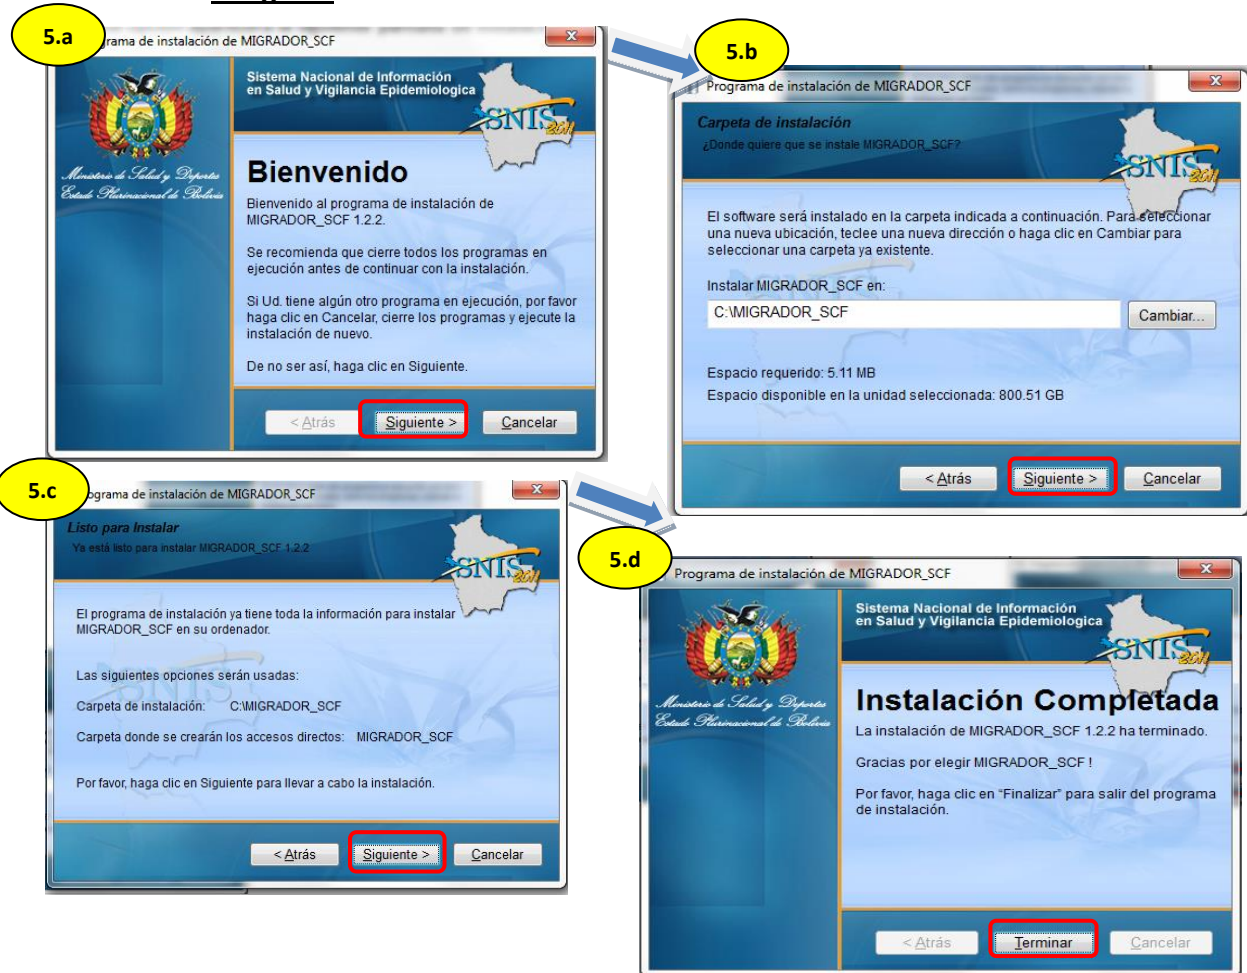 5.a
grama de instalación de MIGRADOR_SCF
Sistema Nacional de Información
en Salud y Vigilancia Epidemiologica
SNIS
2011
Ministerio de Salud y Deportes
Estado Plurinacional de Bolivia
Bienvenido
Bienvenido al programa de instalación de
MIGRADOR_SCF 1.2.2.
Se recomienda que cierre todos los programas en
ejecución antes de continuar con la instalación.
Si Ud. tiene algún otro programa en ejecución, por favor
haga clic en Cancelar, cierre los programas y ejecute la
instalación de nuevo.
De no ser así, haga clic en Siguiente.
< Atrás
Siguiente >
Cancelar
5.b
Programa de instalación de MIGRADOR_SCF
Carpeta de instalación
¿Donde quiere que se instale MIGRADOR_SCF?
SNIS
2011
El software será instalado en la carpeta indicada a continuación. Para seleccionar
una nueva ubicación, teclee una nueva dirección o haga clic en Cambiar para
seleccionar una carpeta ya existente.
Instalar MIGRADOR_SCF en:
C:\MIGRADOR_SCF
Cambiar...
Espacio requerido: 5.11 MB
Espacio disponible en la unidad seleccionada: 800.51 GB
< Atrás
Siguiente >
Cancelar
5.c
ograma de instalación de MIGRADOR_SCF
Listo para Instalar
Ya está listo para instalar MIGRADOR_SCF 1.2.2
SNIS
2011
El programa de instalación ya tiene toda la información para instalar
MIGRADOR_SCF en su ordenador.
Las siguientes opciones serán usadas:
Carpeta de instalación: C:\MIGRADOR_SCF
Carpeta donde se crearán los accesos directos: MIGRADOR_SCF
Por favor, haga clic en Siguiente para llevar a cabo la instalación.
< Atrás
Siguiente >
Cancelar
5.d
Programa de instalación de MIGRADOR_SCF
Sistema Nacional de Información
en Salud y Vigilancia Epidemiologica
SNIS
2011
Ministerio de Salud y Deportes
Estado Plurinacional de Bolivia
Instalación Completada
La instalación de MIGRADOR_SCF 1.2.2 ha terminado.
Gracias por elegir MIGRADOR_SCF !
Por favor, haga clic en “Finalizar” para salir del programa
de instalación.
< Atrás
Terminar
Cancelar